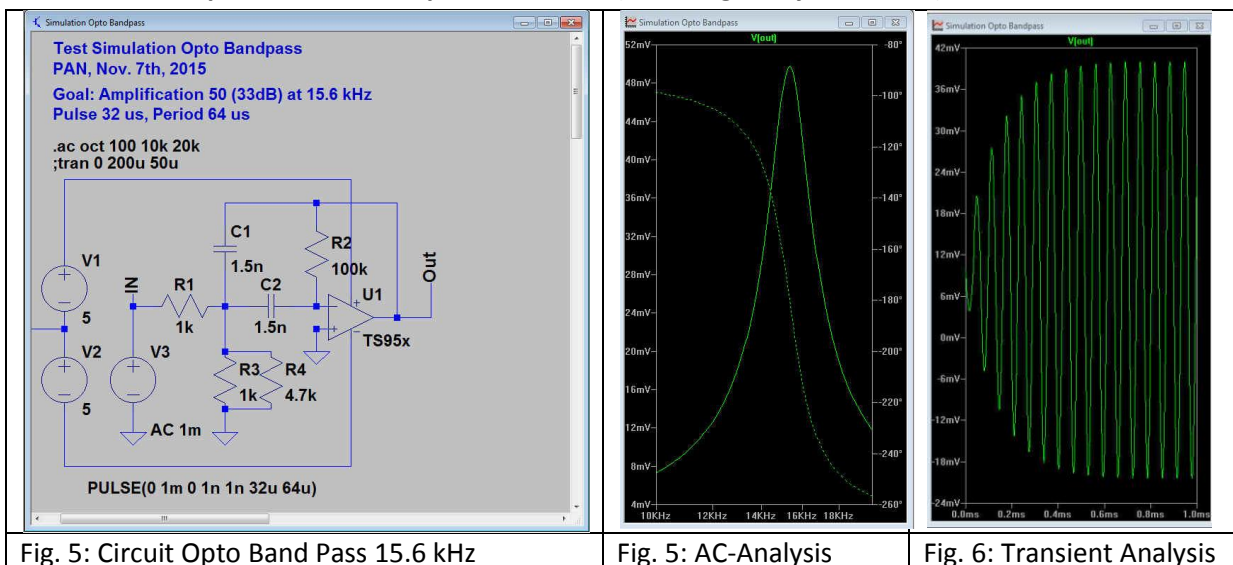 Simulation Opto Bandpass
Test Simulation Opto Bandpass
PAN, Nov. 7th, 2015
Goal: Amplification 50 (33dB) at 15.6 kHz
Pulse 32 us, Period 64 us
.ac oct 100 10k 20k
;tran 0 200u 50u
C1
1.5n
R2
100k
V1
5
IN
R1
1k
C2
1.5n
U1
TS95x
Out
V2
5
V3
AC 1m
R3
1k
R4
4.7k
PULSE(0 1m 0 1n 1n 32u 64u)
Fig. 5: Circuit Opto Band Pass 15.6 kHz
Simulation Opto Bandpass
V[out]
52mV
48mV
44mV
40mV
36mV
32mV
28mV
24mV
20mV
16mV
12mV
8mV
4mV
-80°
-100°
-120°
-140°
-160°
-180°
-200°
-220°
-240°
-260°
10KHz 12KHz 14KHz 16KHz 18KHz
Fig. 5: AC-Analysis
Simulation Opto Bandpass
V[out]
42mV
36mV
30mV
24mV
18mV
12mV
6mV
0mV
-6mV
-12mV
-18mV
-24mV
0.0ms 0.2ms 0.4ms 0.6ms 0.8ms 1.0ms
Fig. 6: Transient Analysis